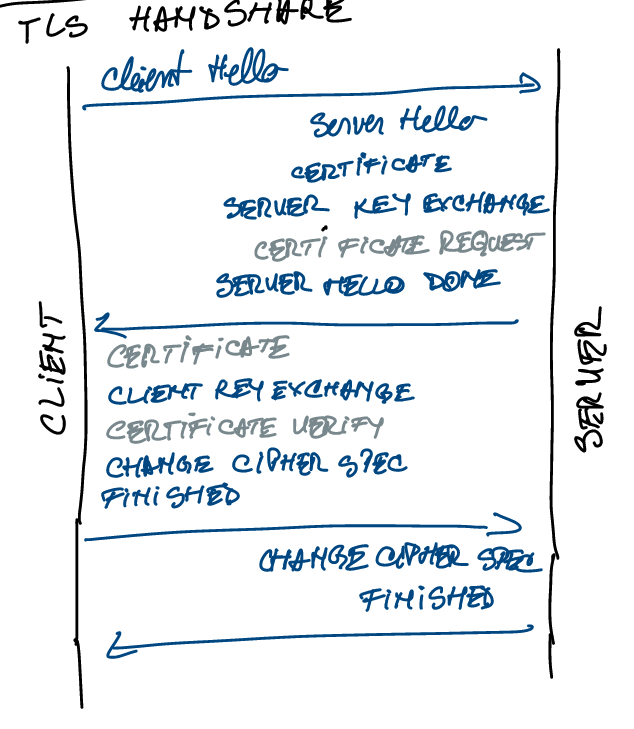 TLS HANDSHAKE
Client Hello
Server Hello
CERTIFICATE
SERVER KEY EXCHANGE
CERTIFICATE REQUEST
SERVER HELLO DONE
CLIENT
SERVER
CERTIFICATE
CLIENT KEY EXCHANGE
CERTIFICATE VERIFY
CHANGE CIPHER SPEC
FINISHED
CHANGE CIPHER SPEC
FINISHED